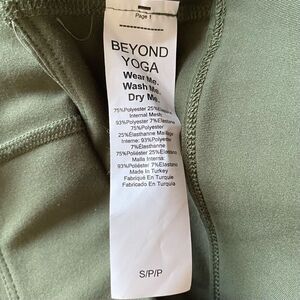 Page 1
BEYOND
YOGA
Wear Me.
Wash Me.
Dry Me.
75%Polyester 25%Elastane
Internal Mesh:
93%Polyester 7%Elastane
75%Polyester
25%Élasthanne Maillage
Interne: 93%Polyester
7%Élasthanne
75%Poliéster 25%Elastano
Malla Interna:
93%Poliéster 7%Elastano
Made In Turkey
Fabriqué En Turquie
Fabricado En Turquia
S/P/P